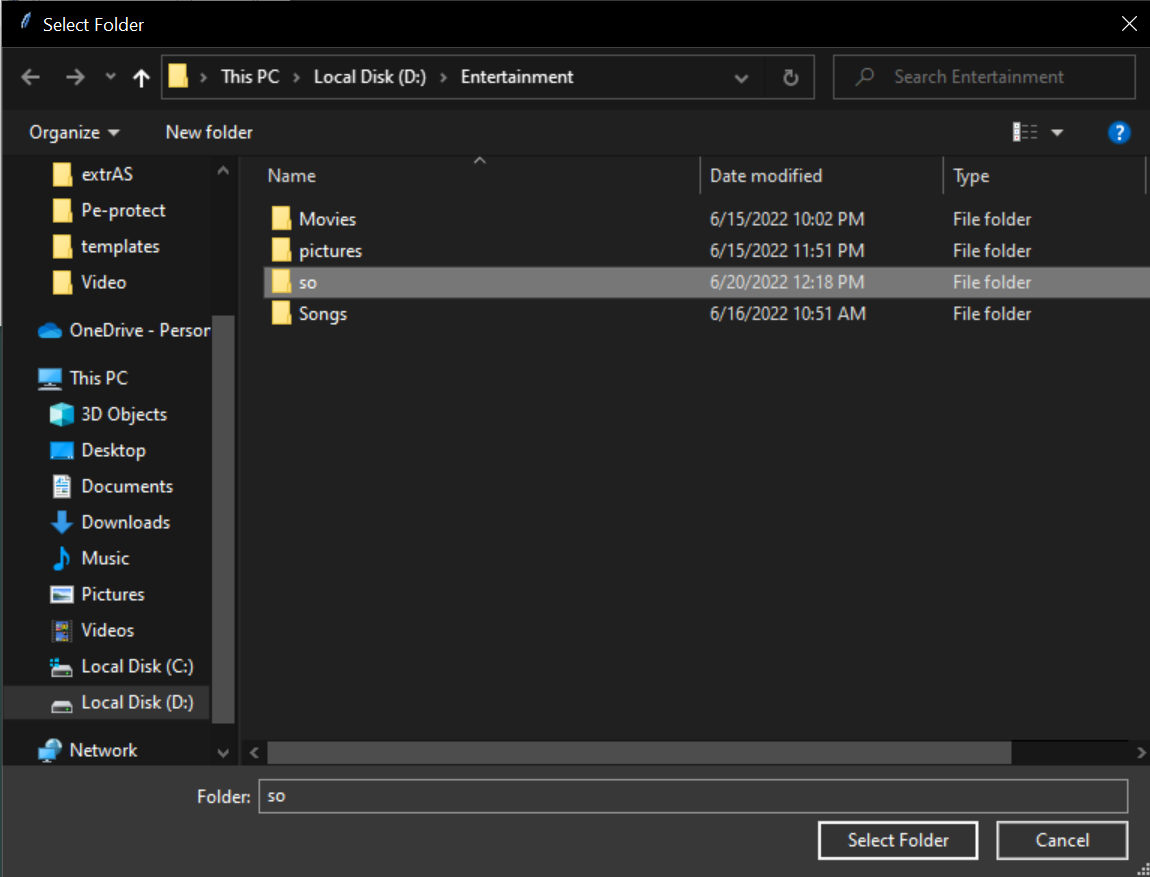 Select Folder
This PC Local Disk (D:) Entertainment
Search Entertainment
Organize New folder
?
extrAS
Pe-protect
templates
Video
OneDrive - Person
This PC
3D Objects
Desktop
Documents
Downloads
Music
Pictures
Videos
Local Disk (C:)
Local Disk (D:)
Network
Name Date modified Type
Movies 6/15/2022 10:02 PM File folder
pictures 6/15/2022 11:51 PM File folder
so 6/20/2022 12:18 PM File folder
Songs 6/16/2022 10:51 AM File folder
Folder: so
Select Folder Cancel